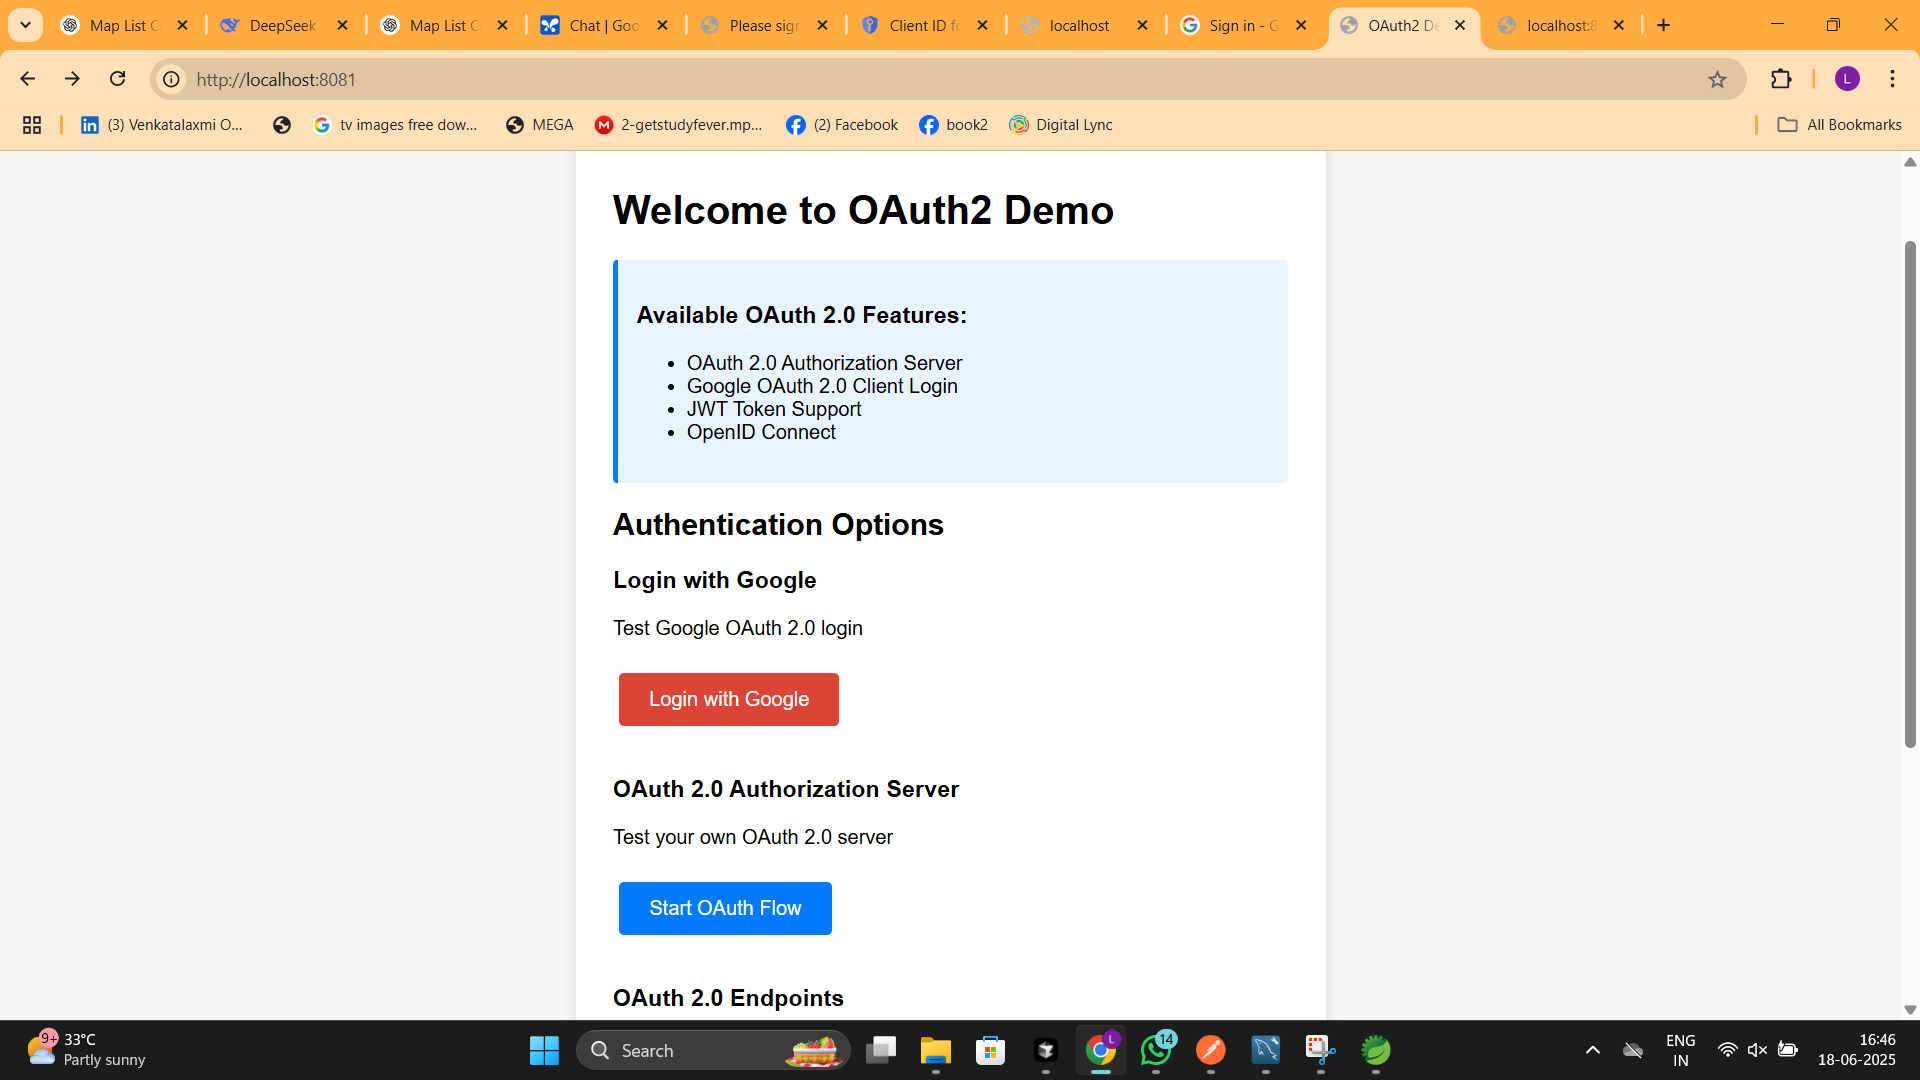 Map List C
DeepSeek
Map List C
Chat | Goo
Please sign
Client ID fo
localhost
Sign in - G
OAuth2 De
localhost:8
http://localhost:8081
L
(3) Venkatalaxmi O...
tv images free dow...
MEGA
2-getstudyfever.mp...
(2) Facebook
book2
Digital Lync
All Bookmarks
Welcome to OAuth2 Demo
Available OAuth 2.0 Features:
• OAuth 2.0 Authorization Server
• Google OAuth 2.0 Client Login
• JWT Token Support
• OpenID Connect
Authentication Options
Login with Google
Test Google OAuth 2.0 login
Login with Google
OAuth 2.0 Authorization Server
Test your own OAuth 2.0 server
Start OAuth Flow
OAuth 2.0 Endpoints
9+
33°C
Partly sunny
Search
L
14
ENG
IN
16:46
18-06-2025